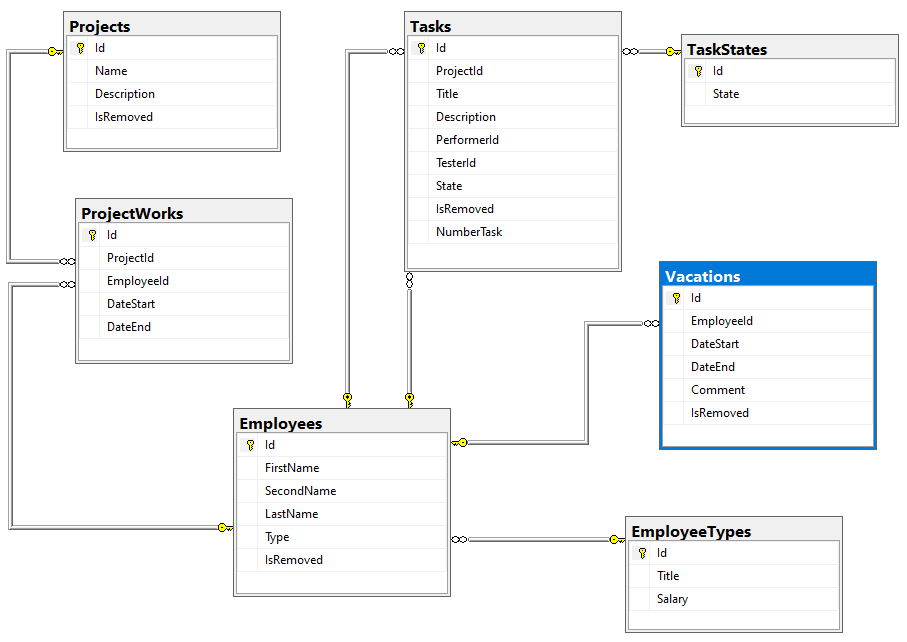 Projects
Id
Name
Description
IsRemoved
Tasks
Id
ProjectId
Title
Description
PerformerId
TesterId
State
IsRemoved
NumberTask
TaskStates
Id
State
ProjectWorks
Id
ProjectId
EmployeeId
DateStart
DateEnd
Vacations
Id
EmployeeId
DateStart
DateEnd
Comment
IsRemoved
Employees
Id
FirstName
SecondName
LastName
Type
IsRemoved
EmployeeTypes
Id
Title
Salary